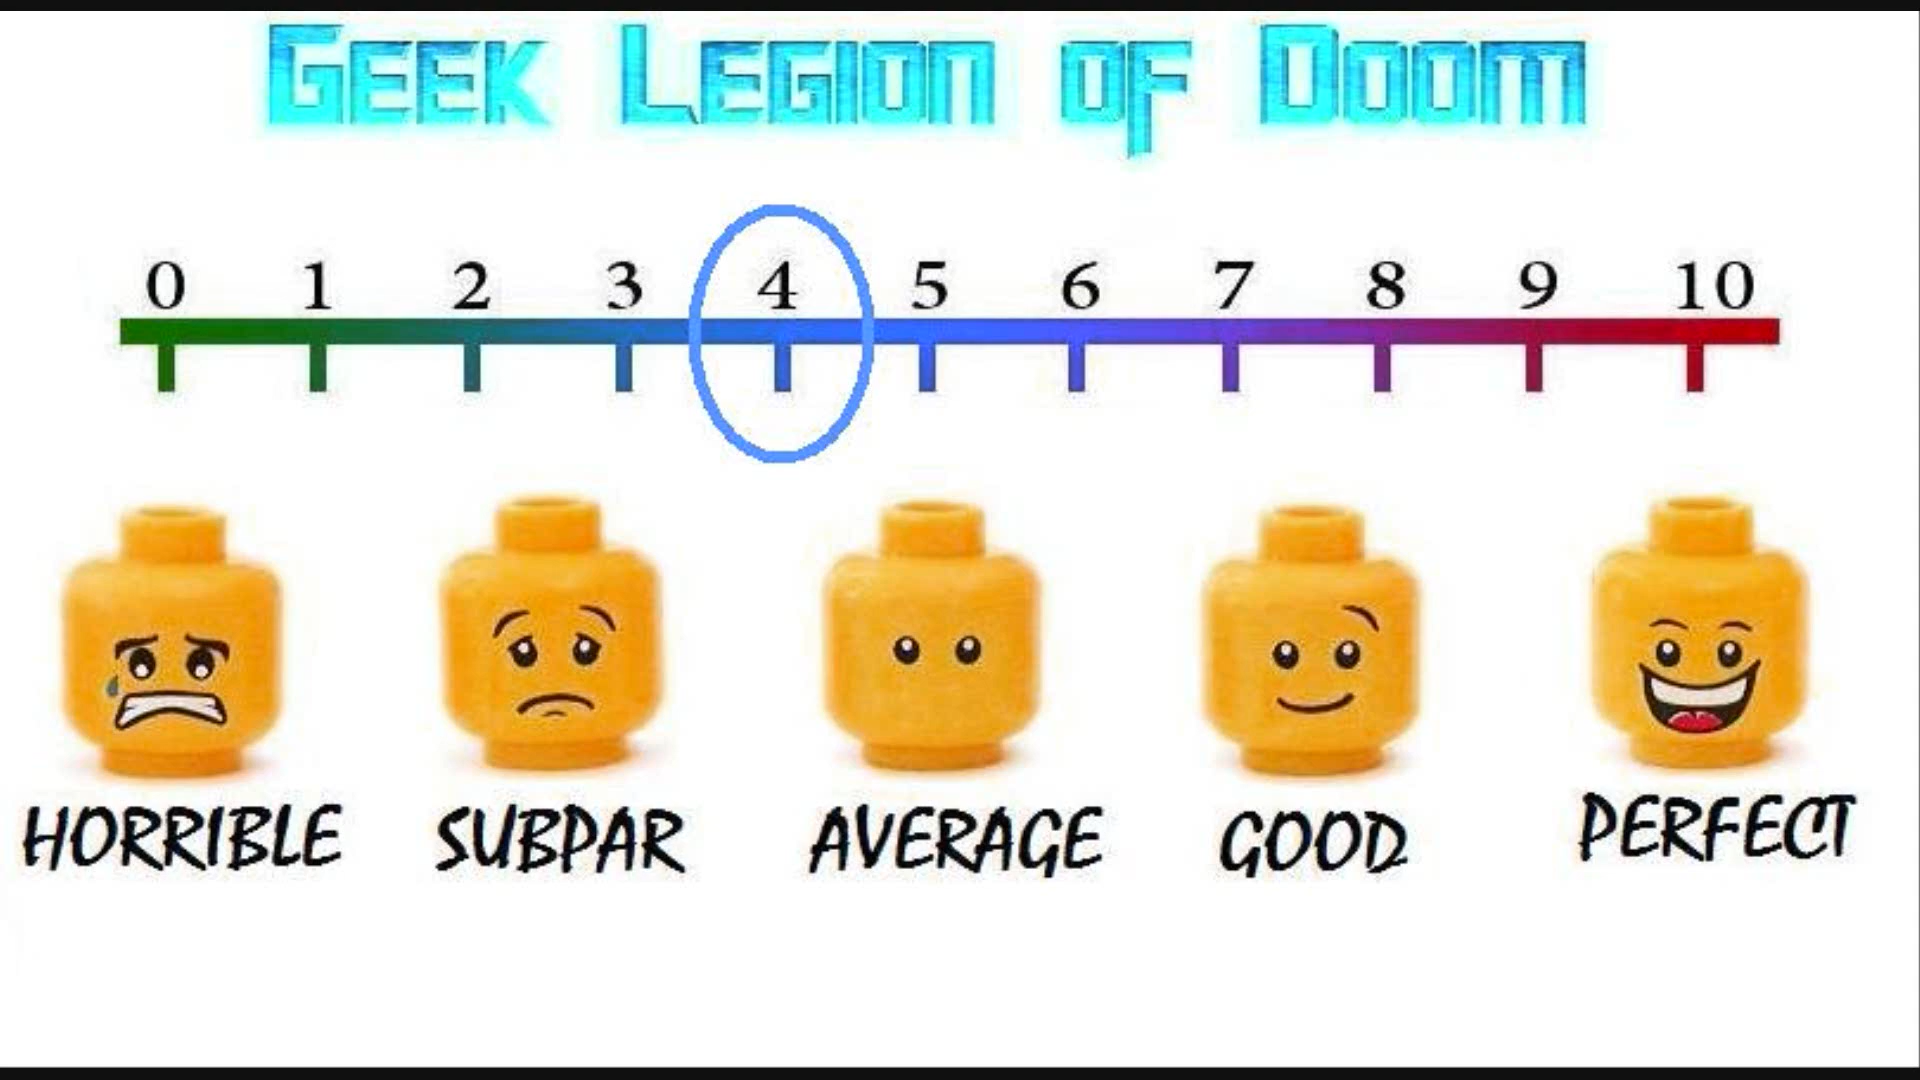 Geek Legion of Doom
0 1 2 3 4 5 6 7 8 9 10
HORRIBLE SUBPAR AVERAGE GOOD PERFECT